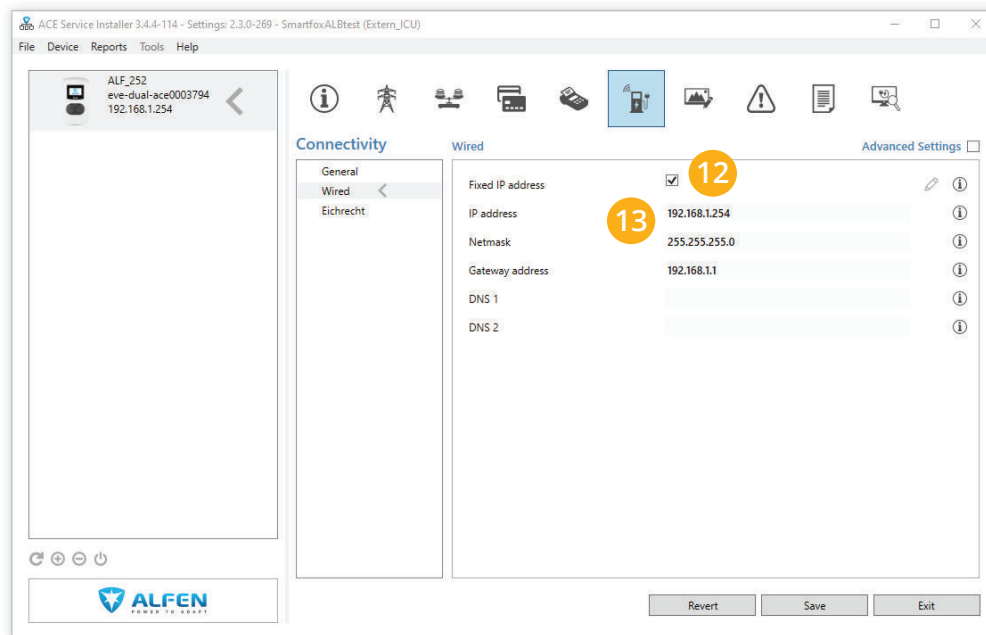 ACE Service Installer 3.4.4-114 - Settings: 2.3.0-269 - SmartfoxALBtest (Extern_ICU)
File Device Reports Tools Help
ALF_252
eve-dual-ace0003794
192.168.1.254
Connectivity
General
Wired
Eichrecht
Wired
Advanced Settings
Fixed IP address
12
IP address
13
192.168.1.254
Netmask
255.255.255.0
Gateway address
192.168.1.1
DNS 1
DNS 2
ALFEN
POWER TO ADAPT
Revert
Save
Exit